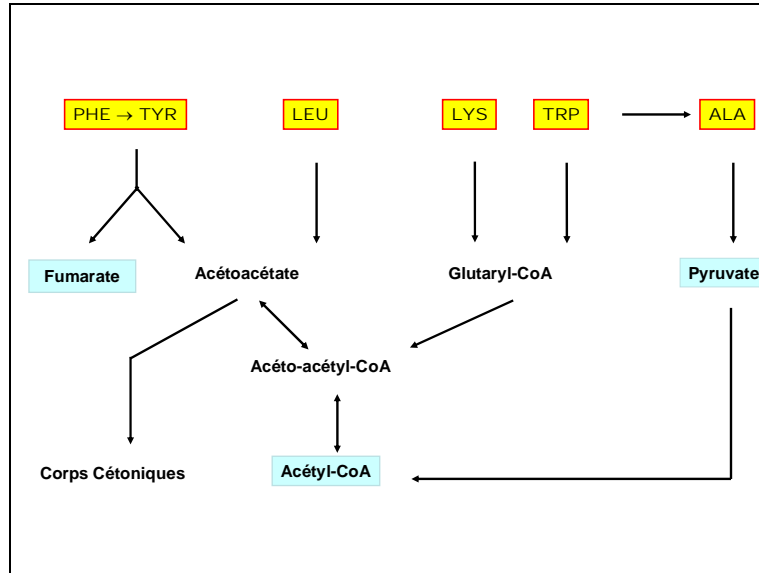 PHE → TYR
LEU
LYS
TRP
ALA
Fumarate
Acétoacétate
Glutaryl-CoA
Pyruvate
Acéto-acétyl-CoA
Corps Cétoniques
Acétyl-CoA